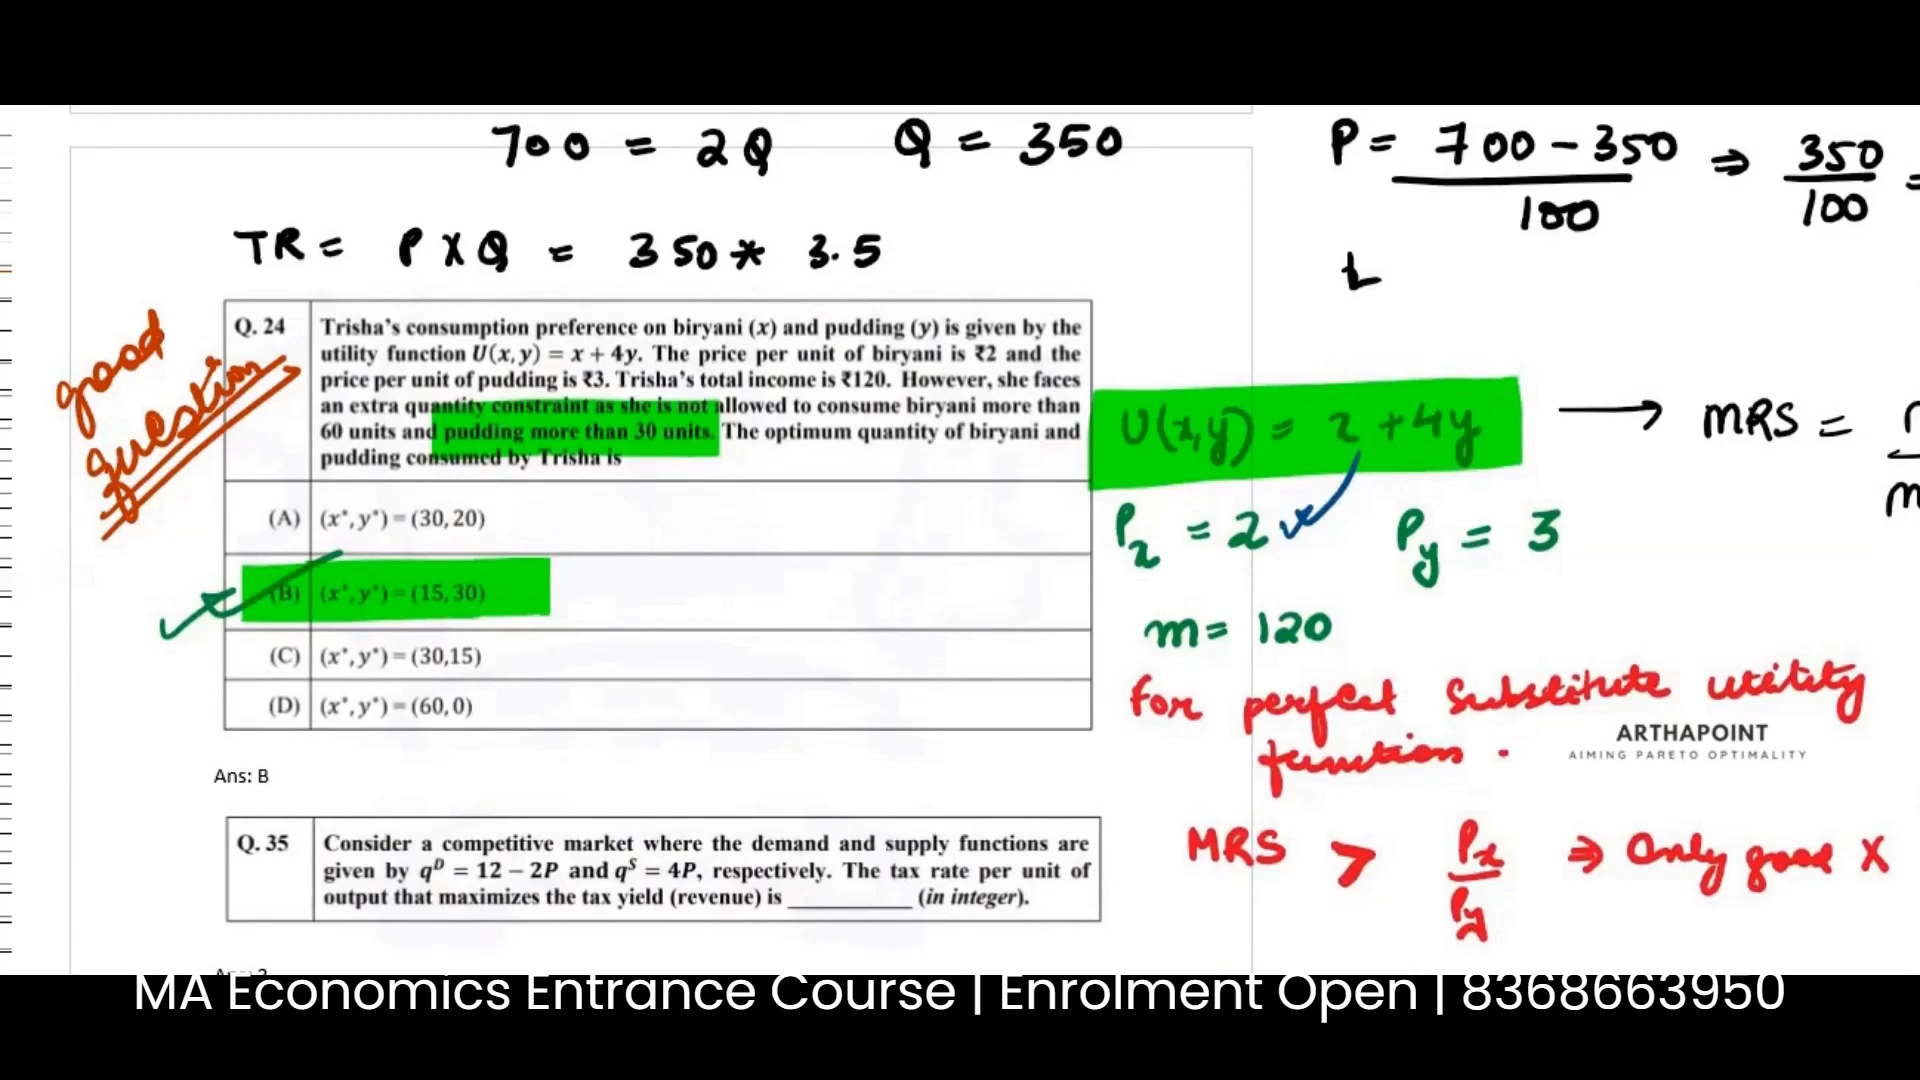 700 = 2Q Q = 350 P = 700 - 350 / 100 ⇒ 350 / 100 =
TR = P X Q = 350 * 3.5
good question
Q. 24 Trisha's consumption preference on biryani (x) and pudding (y) is given by the
utility function U(x, y) = x + 4y. The price per unit of biryani is ₹2 and the
price per unit of pudding is ₹3. Trisha's total income is ₹120. However, she faces
an extra quantity constraint as she is not allowed to consume biryani more than
60 units and pudding more than 30 units. The optimum quantity of biryani and
pudding consumed by Trisha is
(A) (x*, y*) = (30, 20)
(B) (x*, y*) = (15, 30)
(C) (x*, y*) = (30,15)
(D) (x*, y*) = (60, 0)
Ans: B
U(x,y) = x + 4y → MRS =
Px = 2 Py = 3
m = 120
for perfect substitute utility
function .
ARTHAPOINT
AIMING PARETO OPTIMALITY
MRS > Px / Py ⇒ Only good X
Q. 35 Consider a competitive market where the demand and supply functions are
given by q^D = 12 − 2P and q^S = 4P, respectively. The tax rate per unit of
output that maximizes the tax yield (revenue) is ____________ (in integer).
MA Economics Entrance Course | Enrolment Open | 8368663950